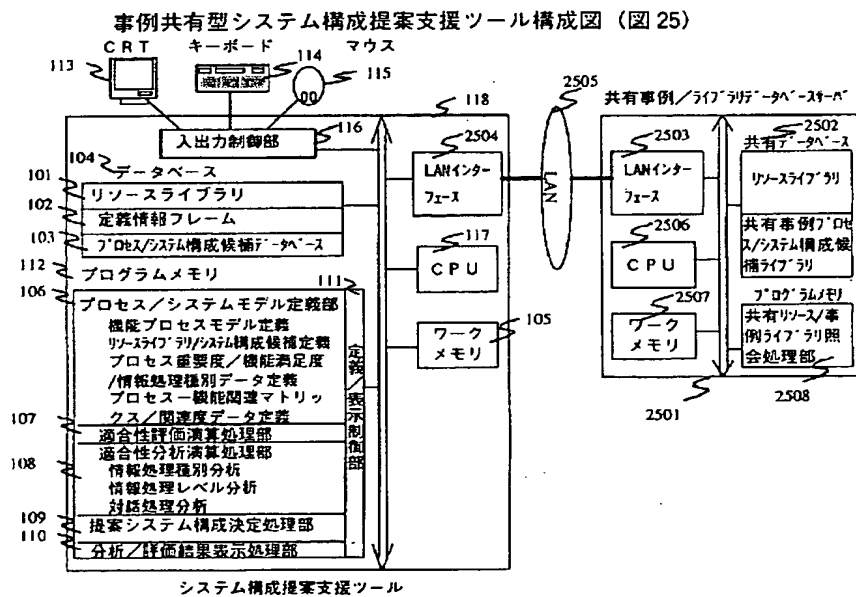 事例共有型システム構成提案支援ツール構成図 (図25)
CRT
キーボード
マウス
113
114
115
116
入出力制御部
118
2505
共有事例/ライブラリデータベースサーバ
104
データベース
101
リソースライブラリ
102
定義情報フレーム
103
プロセス/システム構成候補データベース
112
プログラムメモリ
106
111
プロセス/システムモデル定義部
機能プロセスモデル定義
リソースライブラリ/システム構成候補定義
プロセス重要度/機能満足度
/情報処理種別データ定義
プロセスー機能関連マトリッ
クス/関連度データ定義
107
適合性評価演算処理部
108
適合性分析演算処理部
情報処理種別分析
情報処理レベル分析
対話処理分析
109
提案システム構成決定処理部
110
分析/評価結果表示処理部
定義/表示制御部
2504
LANインター
フェース
117
CPU
ワーク
メモリ
105
LAN
2503
LANインター
フェース
2506
CPU
2507
ワーク
メモリ
2502
共有データベース
リソースライブラリ
共有事例プロセ
ス/システム構成候
補ライブラリ
プログラムメモリ
共有リソース/事
例ライブラリ照
会処理部
2501
2508
システム構成提案支援ツール